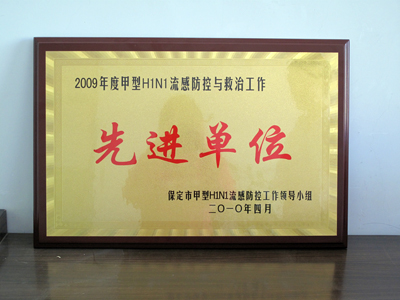 2009年度甲型H1N1流感防控与救治工作
先进单位
保定市甲型H1N1流感防控工作领导小组
二〇一〇年四月